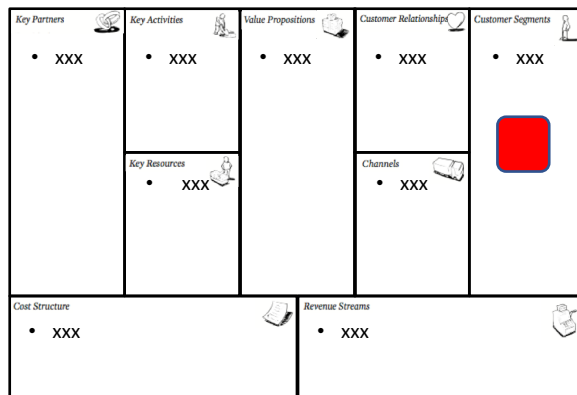 Key Partners
• XXX
Key Activities
• XXX
Key Resources
• XXX
Value Propositions
• XXX
Customer Relationships
• XXX
Channels
• XXX
Customer Segments
• XXX
Cost Structure
• XXX
Revenue Streams
• XXX